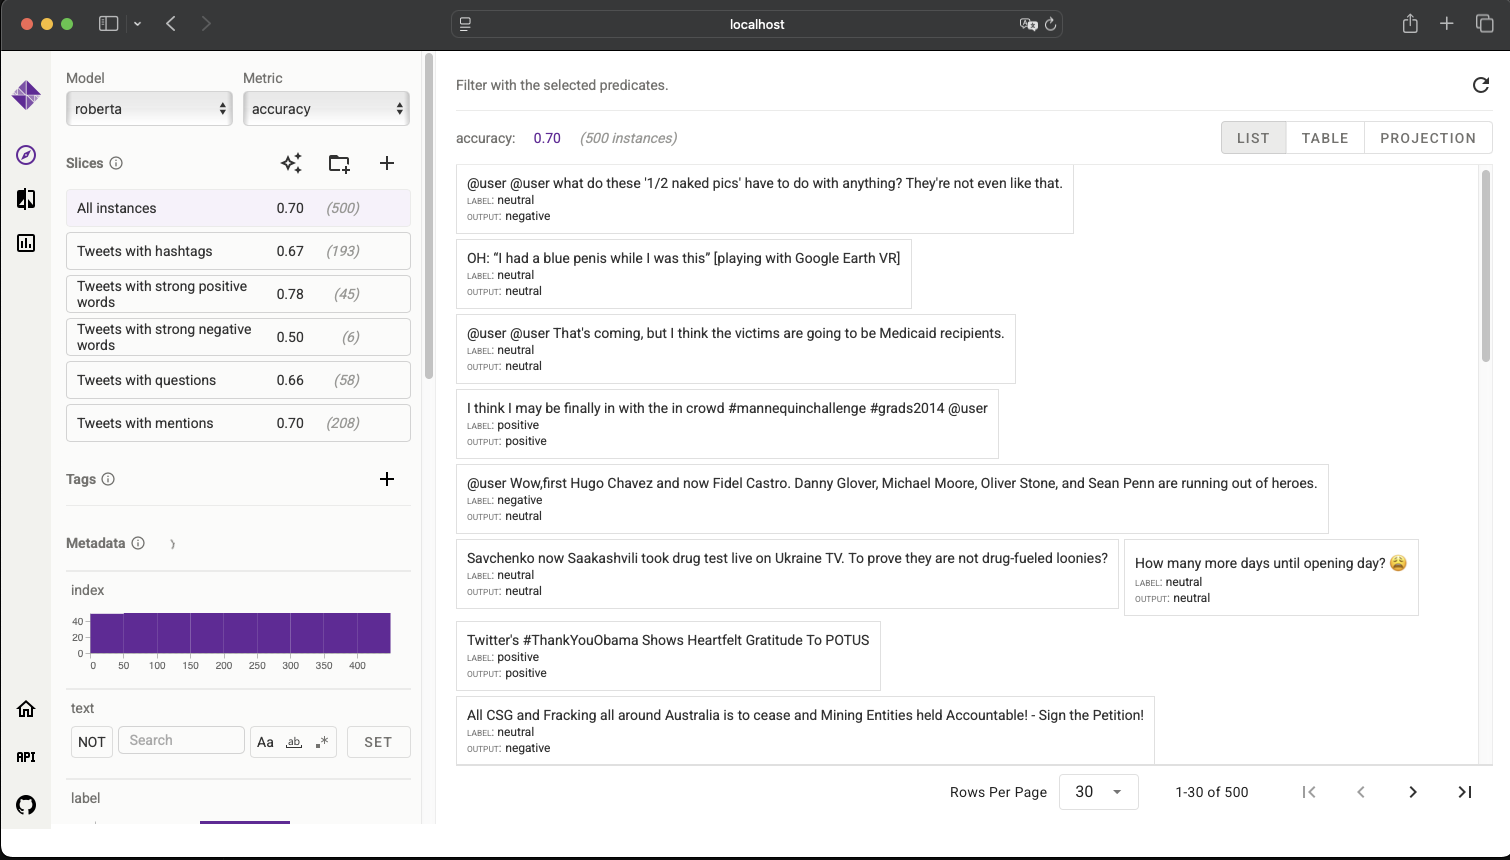 localhost
Model
Metric
roberta
accuracy
Slices
All instances 0.70 (500)
Tweets with hashtags 0.67 (193)
Tweets with strong positive
words 0.78 (45)
Tweets with strong negative
words 0.50 (6)
Tweets with questions 0.66 (58)
Tweets with mentions 0.70 (208)
Tags
Metadata
index
40
20
0
0 50 100 150 200 250 300 350 400
text
NOT Search Aa ab .* SET
label
API
Filter with the selected predicates.
accuracy: 0.70 (500 instances)
LIST TABLE PROJECTION
@user @user what do these '1/2 naked pics' have to do with anything? They're not even like that.
LABEL: neutral
OUTPUT: negative
OH: “I had a blue penis while I was this” [playing with Google Earth VR]
LABEL: neutral
OUTPUT: neutral
@user @user That's coming, but I think the victims are going to be Medicaid recipients.
LABEL: neutral
OUTPUT: neutral
I think I may be finally in with the in crowd #mannequinchallenge #grads2014 @user
LABEL: positive
OUTPUT: positive
@user Wow,first Hugo Chavez and now Fidel Castro. Danny Glover, Michael Moore, Oliver Stone, and Sean Penn are running out of heroes.
LABEL: negative
OUTPUT: neutral
Savchenko now Saakashvili took drug test live on Ukraine TV. To prove they are not drug-fueled loonies?
LABEL: neutral
OUTPUT: neutral
How many more days until opening day? 😩
LABEL: neutral
OUTPUT: neutral
Twitter's #ThankYouObama Shows Heartfelt Gratitude To POTUS
LABEL: positive
OUTPUT: positive
All CSG and Fracking all around Australia is to cease and Mining Entities held Accountable! - Sign the Petition!
LABEL: neutral
OUTPUT: negative
Rows Per Page 30 1-30 of 500